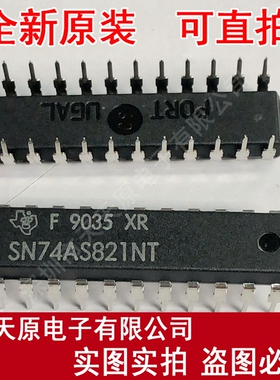 全新原装 可直拍
PORT
U5AL
F 9035 XR
SN74AS821NT
天原电子有限公司
实图实拍 盗图必